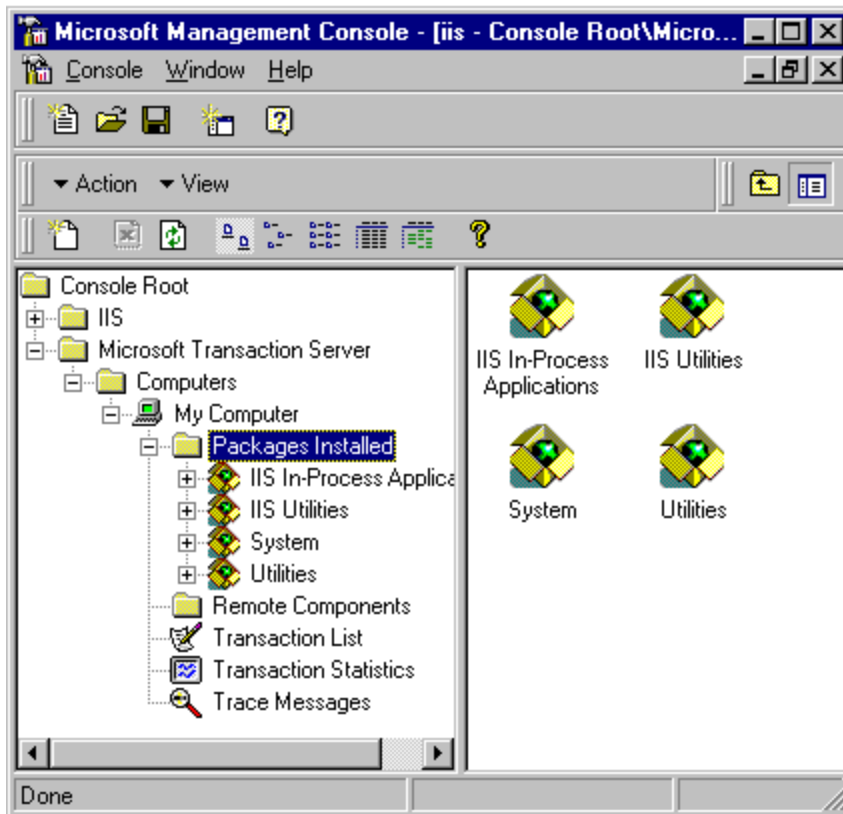 Microsoft Management Console - [iis - Console Root\Micro...
Console Window Help
Action View
Console Root
IIS
Microsoft Transaction Server
Computers
My Computer
Packages Installed
IIS In-Process Applica
IIS Utilities
System
Utilities
Remote Components
Transaction List
Transaction Statistics
Trace Messages
IIS In-Process
Applications
IIS Utilities
System
Utilities
Done